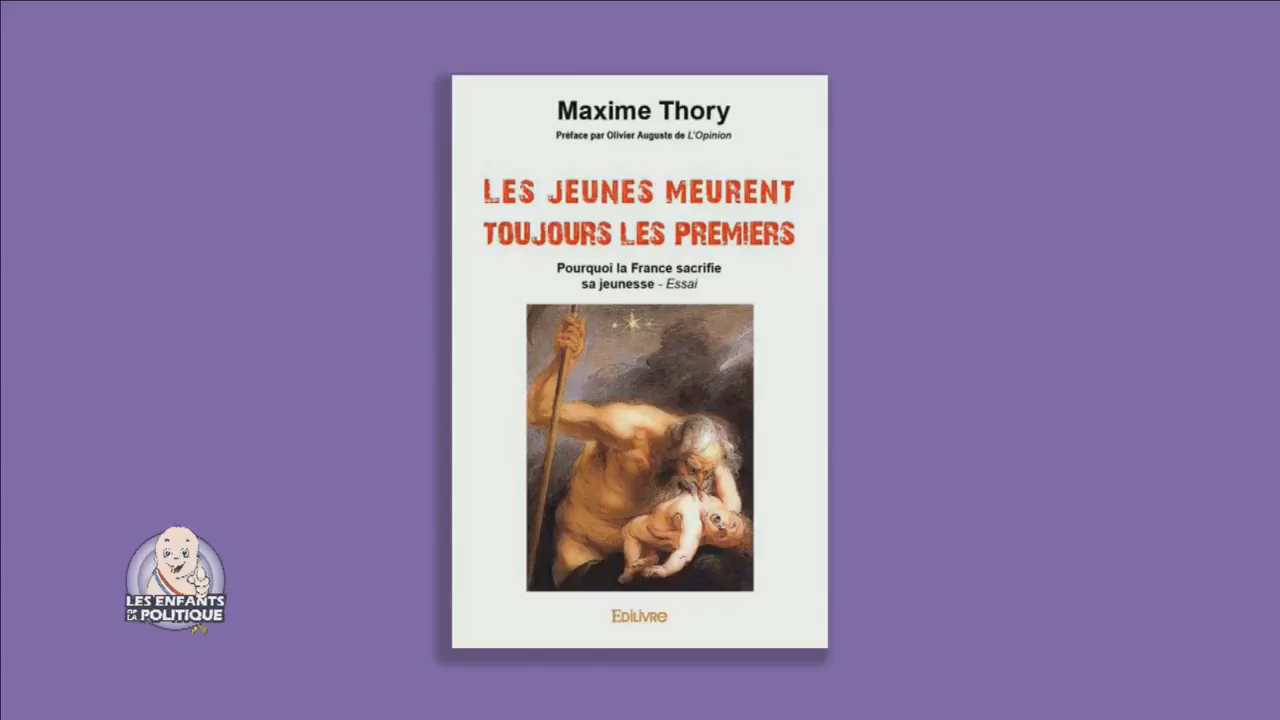 Maxime Thory
Préface par Olivier Auguste de L'Opinion
LES JEUNES MEURENT
TOUJOURS LES PREMIERS
Pourquoi la France sacrifie
sa jeunesse - Essai
EDILIVRE
LES ENFANTS
DE LA POLITIQUE